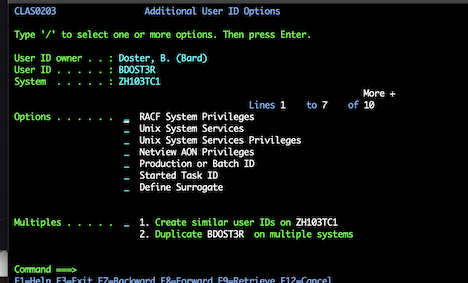 CLAS0203 Additional User ID Options
Type '/' to select one or more options. Then press Enter.
User ID owner . . : Doster, B. (Bard)
User ID . . . . . : BDOST3R
System . . . . . : ZH103TC1
More +
Lines 1 to 7 of 10
Options . . . . . . _ RACF System Privileges
_ Unix System Services
_ Unix System Services Privileges
_ Netview AON Privileges
_ Production or Batch ID
_ Started Task ID
_ Define Surrogate
Multiples . . . . . _ 1. Create similar user IDs on ZH103TC1
2. Duplicate BDOST3R on multiple systems
Command ===>
F1=Help F3=Exit F7=Backward F8=Forward F9=Retrieve F12=Cancel